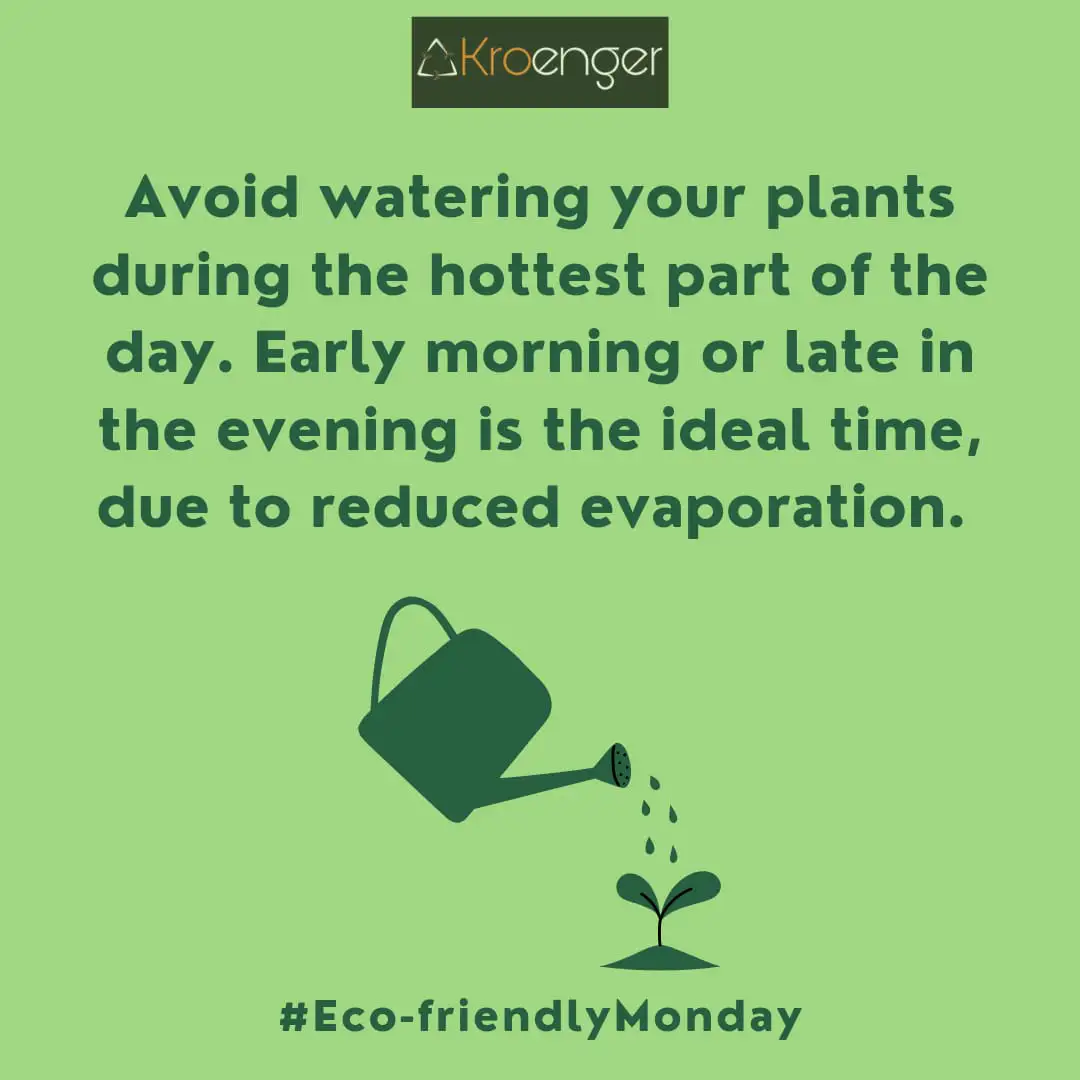 Kroenger
Avoid watering your plants
during the hottest part of the
day. Early morning or late in
the evening is the ideal time,
due to reduced evaporation.
#Eco-friendlyMonday